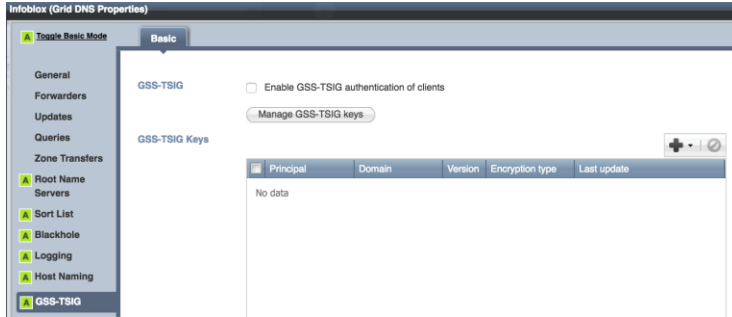 Infoblox (Grid DNS Properties)
A Toggle Basic Mode
Basic
General
Forwarders
Updates
Queries
Zone Transfers
A Root Name
Servers
A Sort List
A Blackhole
A Logging
A Host Naming
A GSS-TSIG
GSS-TSIG
Enable GSS-TSIG authentication of clients
Manage GSS-TSIG keys
GSS-TSIG Keys
Principal Domain Version Encryption type Last update
No data